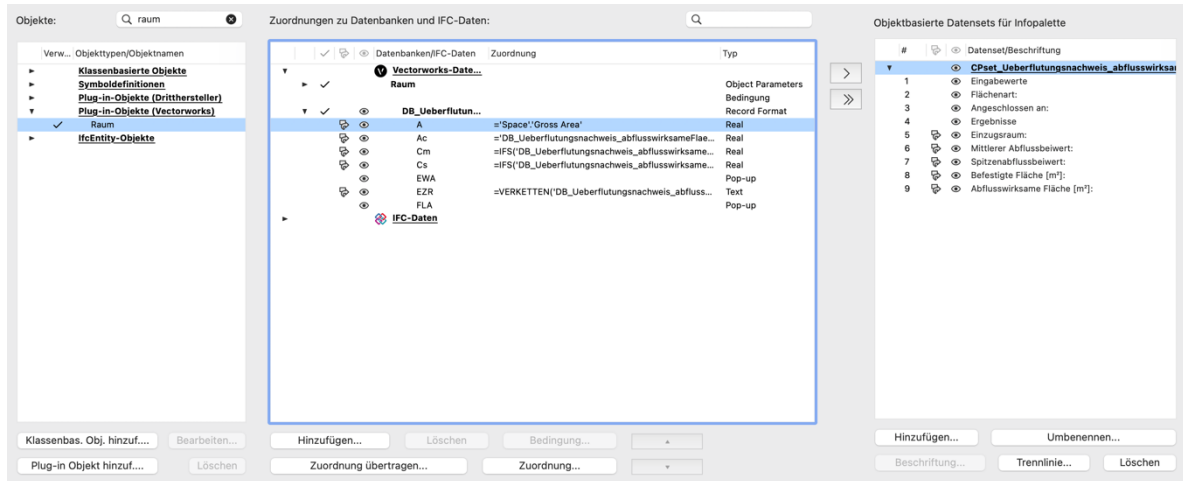 Objekte:
raum
Verw... Objekttypen/Objektnamen
Klassenbasierte Objekte
Symboldefinitionen
Plug-in-Objekte (Dritthersteller)
Plug-in-Objekte (Vectorworks)
Raum
IfcEntity-Objekte
Klassenbas. Obj. hinzuf....
Bearbeiten...
Plug-in Objekt hinzuf....
Löschen
Zuordnungen zu Datenbanken und IFC-Daten:
Datenbanken/IFC-Daten Zuordnung Typ
Vectorworks-Date...
Raum Object Parameters
Bedingung
DB_Ueberflutun... Record Format
A ='Space'.'Gross Area' Real
Ac ='DB_Ueberflutungsnachweis_abflusswirksameFlae... Real
Cm =IFS('DB_Ueberflutungsnachweis_abflusswirksame... Real
Cs =IFS('DB_Ueberflutungsnachweis_abflusswirksame... Real
EWA Pop-up
EZR =VERKETTEN('DB_Ueberflutungsnachweis_abfluss... Text
FLA Pop-up
IFC-Daten
Hinzufügen...
Löschen
Bedingung...
Zuordnung übertragen...
Zuordnung...
Objektbasierte Datensets für Infopalette
# Datenset/Beschriftung
CPset_Ueberflutungsnachweis_abflusswirksa
1 Eingabewerte
2 Flächenart:
3 Angeschlossen an:
4 Ergebnisse
5 Einzugsraum:
6 Mittlerer Abflussbeiwert:
7 Spitzenabflussbeiwert:
8 Befestigte Fläche [m²]:
9 Abflusswirksame Fläche [m²]:
Hinzufügen...
Umbenennen...
Beschriftung...
Trennlinie...
Löschen